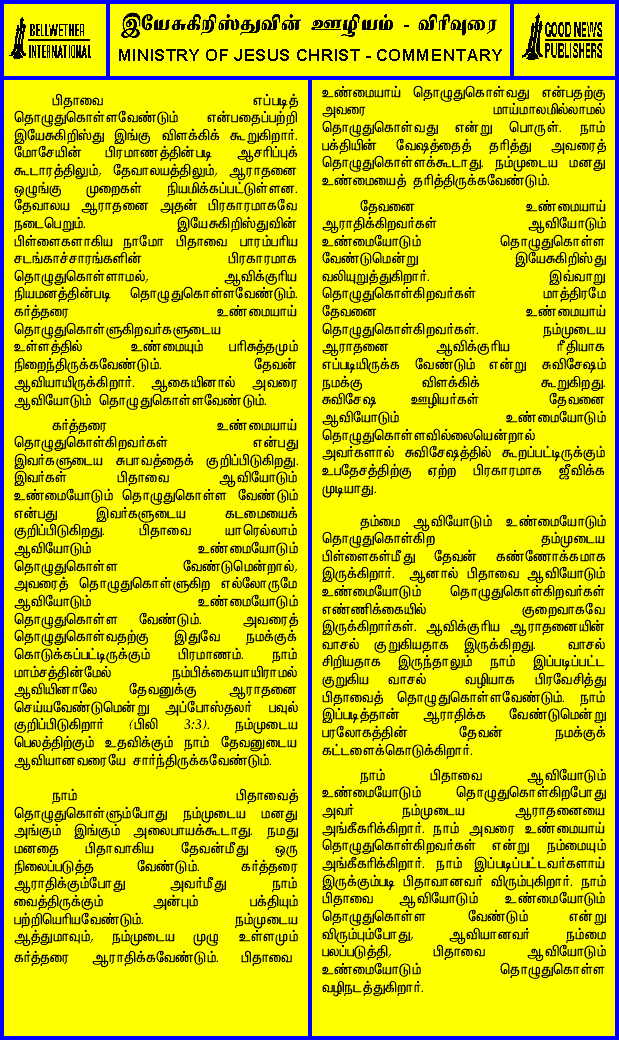 BELLWETHER
INTERNATIONAL
இயேசுகிறிஸ்துவின் ஊழியம் - விரிவுரை
MINISTRY OF JESUS CHRIST - COMMENTARY
GOOD NEWS
PUBLISHERS
பிதாவை எப்படித்
தொழுதுகொள்ளவேண்டும் என்பதைப்பற்றி
இயேசுகிறிஸ்து இங்கு விளக்கிக் கூறுகிறார்.
மோசேயின் பிரமாணத்தின்படி ஆசரிப்புக்
கூடாரத்திலும், தேவாலயத்திலும், ஆராதனை
ஒழுங்கு முறைகள் நியமிக்கப்பட்டுள்ளன.
தேவாலய ஆராதனை அதன் பிரகாரமாகவே
நடைபெறும். இயேசுகிறிஸ்துவின்
பிள்ளைகளாகிய நாமோ பிதாவை பாரம்பரிய
சடங்காச்சாரங்களின் பிரகாரமாக
தொழுதுகொள்ளாமல், ஆவிக்குரிய
நியமனத்தின்படி தொழுதுகொள்ளவேண்டும்.
கர்த்தரை உண்மையாய்
தொழுதுகொள்ளுகிறவர்களுடைய
உள்ளத்தில் உண்மையும் பரிசுத்தமும்
நிறைந்திருக்கவேண்டும். தேவன்
ஆவியாயிருக்கிறார். ஆகையினால் அவரை
ஆவியோடும் தொழுதுகொள்ளவேண்டும்.
கர்த்தரை உண்மையாய்
தொழுதுகொள்கிறவர்கள் என்பது
இவர்களுடைய சுபாவத்தைக் குறிப்பிடுகிறது.
இவர்கள் பிதாவை ஆவியோடும்
உண்மையோடும் தொழுதுகொள்ள வேண்டும்
என்பது இவர்களுடைய கடமையைக்
குறிப்பிடுகிறது. பிதாவை யாரெல்லாம்
ஆவியோடும் உண்மையோடும்
தொழுதுகொள்ள வேண்டுமென்றால்,
அவரைத் தொழுதுகொள்ளுகிற எல்லோருமே
ஆவியோடும் உண்மையோடும்
தொழுதுகொள்ள வேண்டும். அவரைத்
தொழுதுகொள்வதற்கு இதுவே நமக்குக்
கொடுக்கப்பட்டிருக்கும் பிரமாணம். நாம்
மாம்சத்தின்மேல் நம்பிக்கையாயிராமல்
ஆவியினாலே தேவனுக்கு ஆராதனை
செய்யவேண்டுமென்று அப்போஸ்தலர் பவுல்
குறிப்பிடுகிறார் (பிலி 3:3). நம்முடைய
பெலத்திற்கும் உதவிக்கும் நாம் தேவனுடைய
ஆவியானவரையே சார்ந்திருக்கவேண்டும்.
நாம் பிதாவைத்
தொழுதுகொள்ளும்போது நம்முடைய மனது
அங்கும் இங்கும் அலைபாயக்கூடாது. நமது
மனதை பிதாவாகிய தேவன்மீது ஒரு
நிலைப்படுத்த வேண்டும். கர்த்தரை
ஆராதிக்கும்போது அவர்மீது நாம்
வைத்திருக்கும் அன்பும் பக்தியும்
பற்றியெரியவேண்டும். நம்முடைய
ஆத்துமாவும், நம்முடைய முழு உள்ளமும்
கர்த்தரை ஆராதிக்கவேண்டும். பிதாவை
உண்மையாய் தொழுதுகொள்வது என்பதற்கு
அவரை மாய்மாலமில்லாமல்
தொழுதுகொள்வது என்று பொருள். நாம்
பக்தியின் வேஷத்தைத் தரித்து அவரைத்
தொழுதுகொள்ளக்கூடாது. நம்முடைய மனது
உண்மையைத் தரித்திருக்கவேண்டும்.
தேவனை உண்மையாய்
ஆராதிக்கிறவர்கள் ஆவியோடும்
உண்மையோடும் தொழுதுகொள்ள
வேண்டுமென்று இயேசுகிறிஸ்து
வலியுறுத்துகிறார். இவ்வாறு
தொழுதுகொள்கிறவர்கள் மாத்திரமே
தேவனை உண்மையாய்
தொழுதுகொள்கிறவர்கள். நம்முடைய
ஆராதனை ஆவிக்குரிய ரீதியாக
எப்படியிருக்க வேண்டும் என்று சுவிசேஷம்
நமக்கு விளக்கிக் கூறுகிறது.
சுவிசேஷ ஊழியர்கள் தேவனை
ஆவியோடும் உண்மையோடும்
தொழுதுகொள்ளவில்லையென்றால்
அவர்களால் சுவிசேஷத்தில் கூறப்பட்டிருக்கும்
உபதேசத்திற்கு ஏற்ற பிரகாரமாக ஜீவிக்க
முடியாது.
தம்மை ஆவியோடும் உண்மையோடும்
தொழுதுகொள்கிற தம்முடைய
பிள்ளைகள்மீது தேவன் கண்ணோக்கமாக
இருக்கிறார். ஆனால் பிதாவை ஆவியோடும்
உண்மையோடும் தொழுதுகொள்கிறவர்கள்
எண்ணிக்கையில் குறைவாகவே
இருக்கிறார்கள். ஆவிக்குரிய ஆராதனையின்
வாசல் குறுகியதாக இருக்கிறது. வாசல்
சிறியதாக இருந்தாலும் நாம் இப்படிப்பட்ட
குறுகிய வாசல் வழியாக பிரவேசித்து
பிதாவைத் தொழுதுகொள்ளவேண்டும். நாம்
இப்படித்தான் ஆராதிக்க வேண்டுமென்று
பரலோகத்தின் தேவன் நமக்குக்
கட்டளைக்கொடுக்கிறார்.
நாம் பிதாவை ஆவியோடும்
உண்மையோடும் தொழுதுகொள்கிறபோது
அவர் நம்முடைய ஆராதனையை
அங்கீகரிக்கிறார். நாம் அவரை உண்மையாய்
தொழுதுகொள்கிறவர்கள் என்று நம்மையும்
அங்கீகரிக்கிறார். நாம் இப்படிப்பட்டவர்களாய்
இருக்கும்படி பிதாவானவர் விரும்புகிறார். நாம்
பிதாவை ஆவியோடும் உண்மையோடும்
தொழுதுகொள்ள வேண்டும் என்று
விரும்பும்போது, ஆவியானவர் நம்மை
பலப்படுத்தி, பிதாவை ஆவியோடும்
உண்மையோடும் தொழுதுகொள்ள
வழிநடத்துகிறார்.